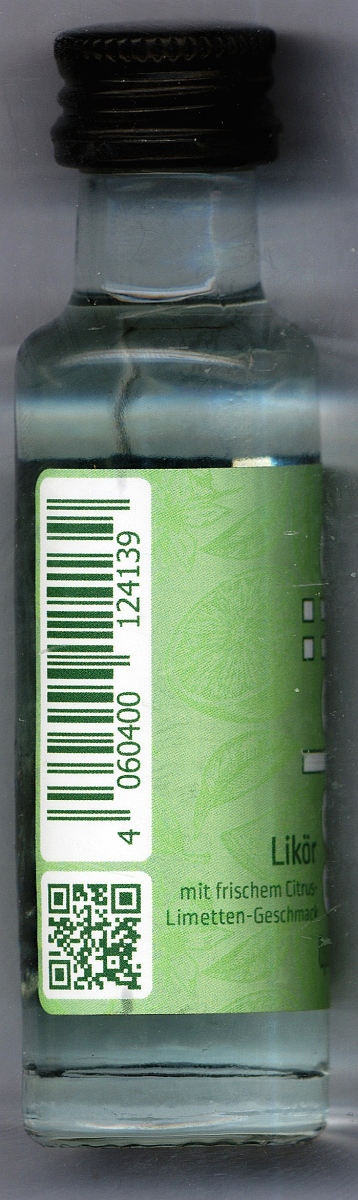 4 060400 124139
Likör
mit frischem Citrus-
Limetten-Geschmack